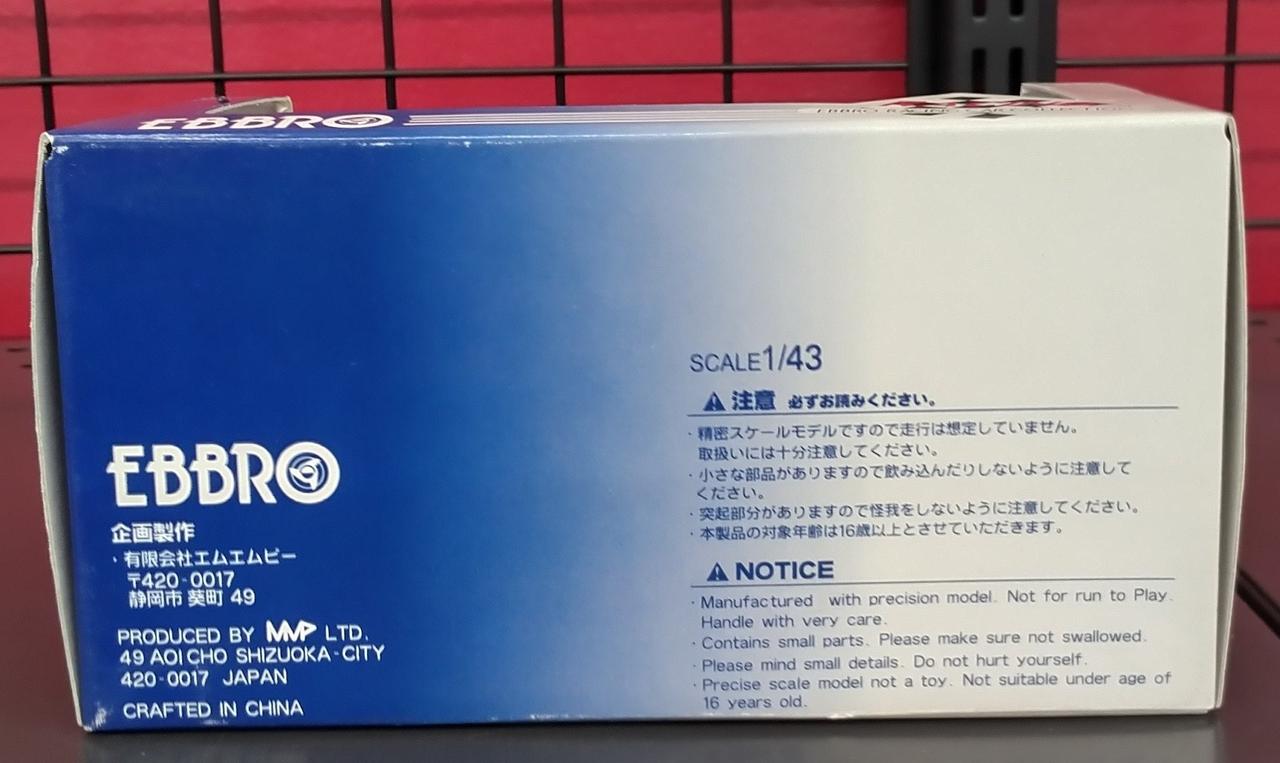 EBBRO
EBBRO
企画製作
・有限会社エムエムピー
〒420-0017
静岡市 葵町 49
PRODUCED BY MMP LTD.
49 AOI CHO SHIZUOKA-CITY
420-0017 JAPAN
CRAFTED IN CHINA
SCALE1/43
注意 必ずお読みください。
・精密スケールモデルですので走行は想定していません。
取扱いには十分注意してください。
・小さな部品がありますので飲み込んだりしないように注意して
ください。
・突起部分がありますので怪我をしないように注意してください。
・本製品の対象年齢は16歳以上とさせていただきます。
NOTICE
・Manufactured with precision model. Not for run to Play.
Handle with very care.
・Contains small parts. Please make sure not swallowed.
・Please mind small details. Do not hurt yourself.
・Precise scale model not a toy. Not suitable under age of
16 years old.